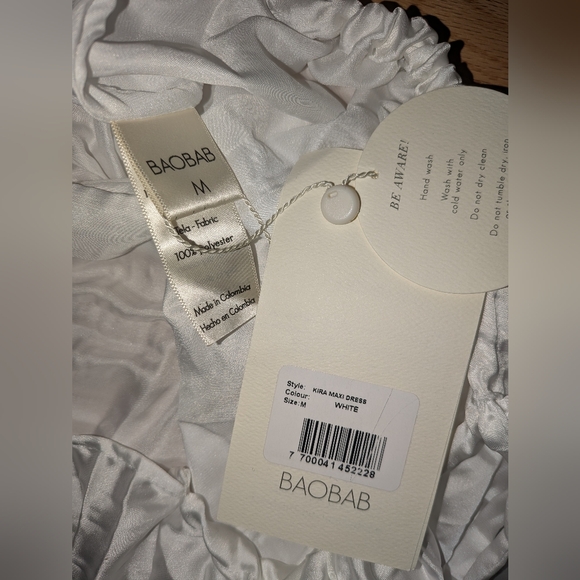 BAOBAB
M
Tela - Fabric
100% polyester
Made in Colombia
Hecho en Colombia
BE AWARE!
Hand wash
Wash with
cold water only
Do not dry clean
Do not tumble dry, iron
Style: KIRA MAXI DRESS
Colour: WHITE
Size: M
7 700041 452228
BAOBAB